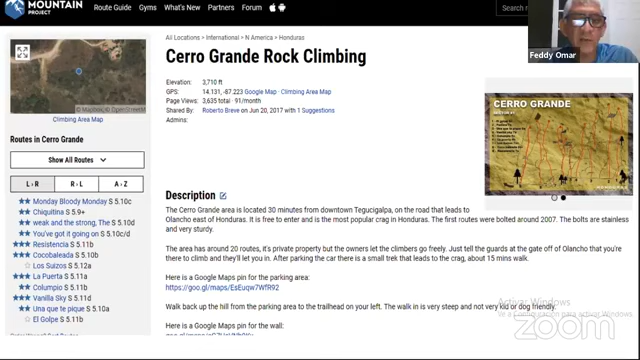 MOUNTAIN
PROJECT
Route Guide
Gyms
What's New
Partners
Forum
Search
Feddy Omar
All Locations > International > N America > Honduras
Cerro Grande Rock Climbing
Elevation: 3,710 ft
GPS: 14.131, -87.223 Google Map · Climbing Area Map
Page Views: 3,635 total · 91/month
Shared By: Roberto Breve on Jun 20, 2017 with 1 Suggestions
Admins:
Climbing Area Map
Routes in Cerro Grande
Show All Routes
L>R
R>L
A-Z
Monday Bloody Monday S 5.10c
Chiquitina S 5.9+
weak and the strong, The S 5.10d
You've got it going on S 5.10c/d
Resistencia S 5.11b
Cocobaleada S 5.10b
Los Suizos S 5.12a
La Puerta S 5.11a
Columpio S 5.11b
Vanilla Sky S 5.11d
Una que te pique S 5.10a
El Golpe S 5.11b
CERRO GRANDE
Description
The Cerro Grande area is located 30 minutes from downtown Tegucigalpa, on the road that leads to
Olancho east of Honduras. It is free to enter and is the most popular crag in Honduras. The first routes were bolted around 2007. The bolts are stainless
and very sturdy.
The area has around 20 routes, it's private property but the owners let the climbers go freely. Just tell the guards at the gate off of Olancho that you're
there to climb and they'll let you in. After parking the car there is a small trek that leads to the crag, about 15 mins walk.
Here is a Google Maps pin for the parking area:
https://goo.gl/maps/EsEuqw7WfR92
Walk back up the hill from the parking area to the trailhead on your left. The walk in is very steep and not very kid or dog friendly.
Here is a Google Maps pin for the wall:
Activar Windows
Ve a Configuración para activar Windows.
zoom